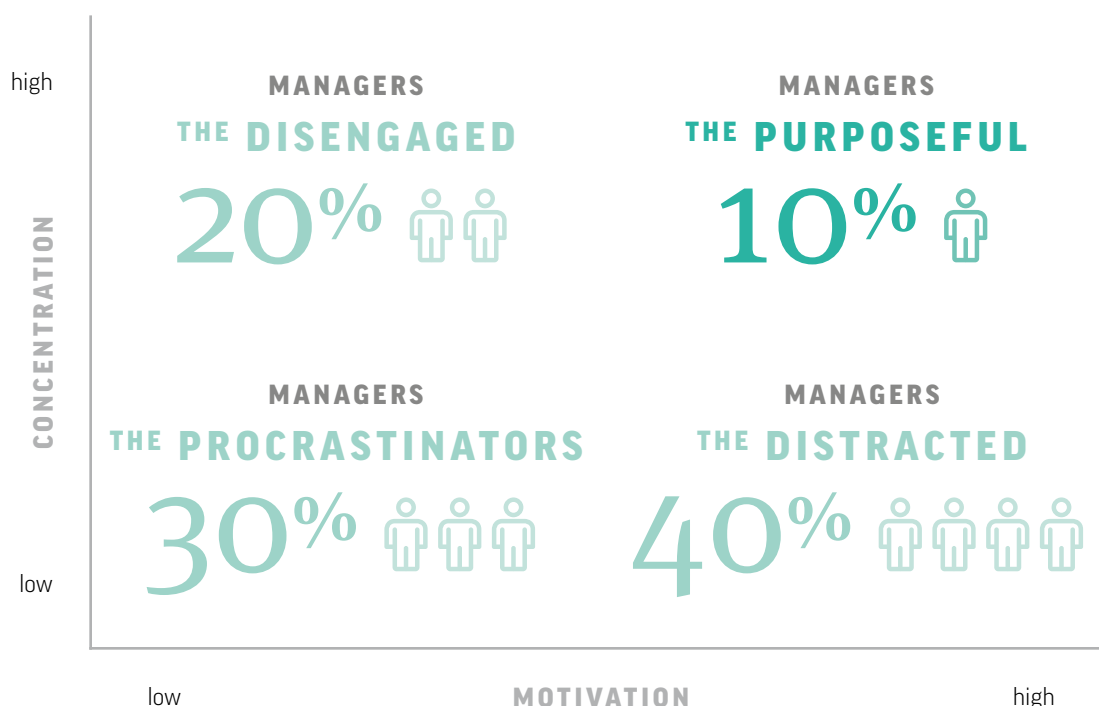 high
MANAGERS
THE DISENGAGED
20%
MANAGERS
THE PURPOSEFUL
10%
CONCENTRATION
MANAGERS
THE PROCRASTINATORS
30%
MANAGERS
THE DISTRACTED
40%
low
low
MOTIVATION
high